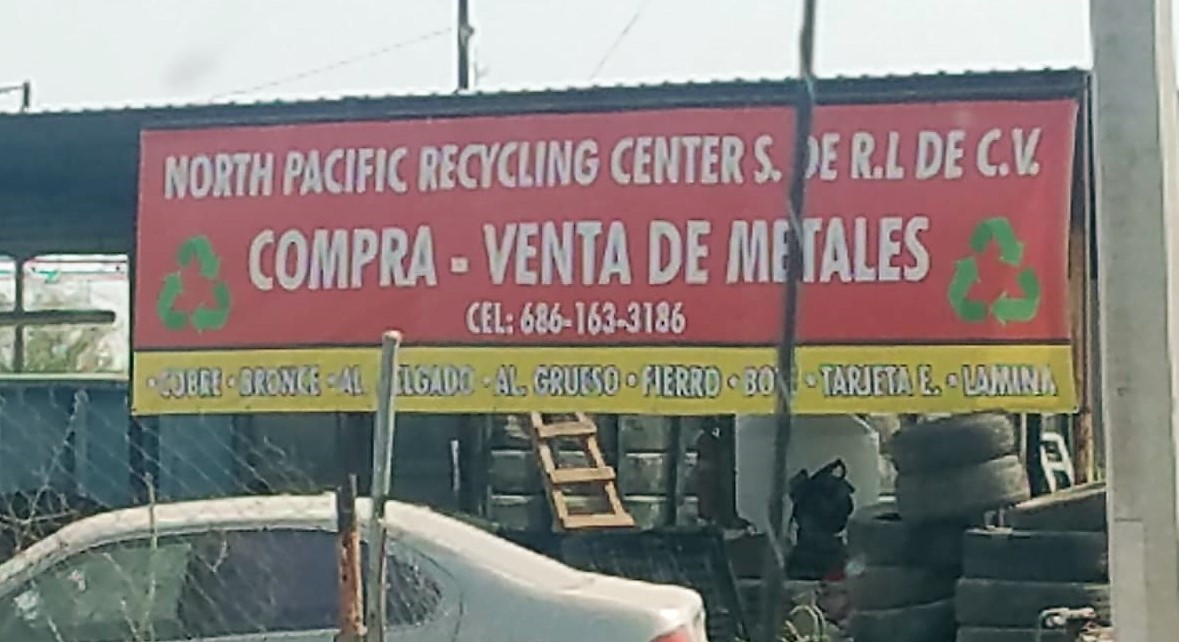 NORTH PACIFIC RECYCLING CENTER S. DE R.L DE C.V.
COMPRA - VENTA DE METALES
CEL: 686-163-3186
•COBRE •BRONCE •AL. DELGADO •AL. GRUESO •FIERRO • •TARJETA E. •LAMINA